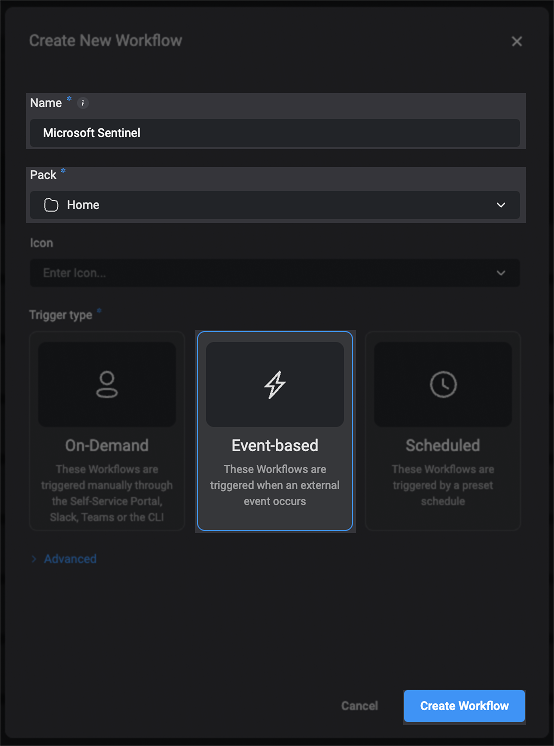 Create New Workflow
Name * i
Microsoft Sentinel
Pack *
Home
Icon
Enter Icon...
Trigger type *
On-Demand
These Workflows are
triggered manually through
the Self-Service Portal,
Slack, Teams or the CLI
Event-based
These Workflows are
triggered when an external
event occurs
Scheduled
These Workflows are
triggered by a preset
schedule
Advanced
Cancel
Create Workflow